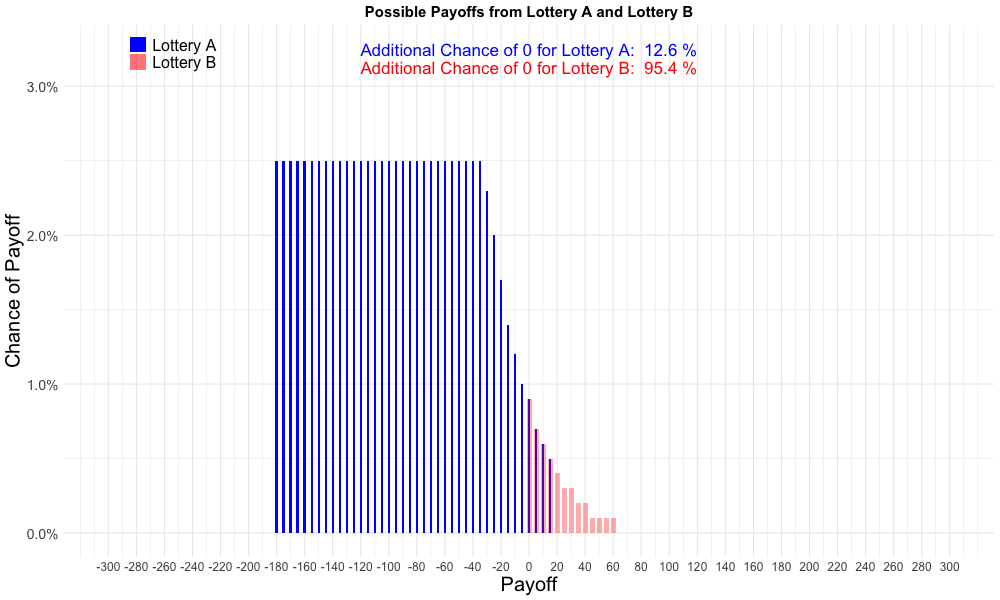 Possible Payoffs from Lottery A and Lottery B
Lottery A
Lottery B
Additional Chance of 0 for Lottery A: 12.6 %
Additional Chance of 0 for Lottery B: 95.4 %
Chance of Payoff
3.0%
2.0%
1.0%
0.0%
-300 -280 -260 -240 -220 -200 -180 -160 -140 -120 -100 -80 -60 -40 -20 0 20 40 60 80 100 120 140 160 180 200 220 240 260 280 300
Payoff